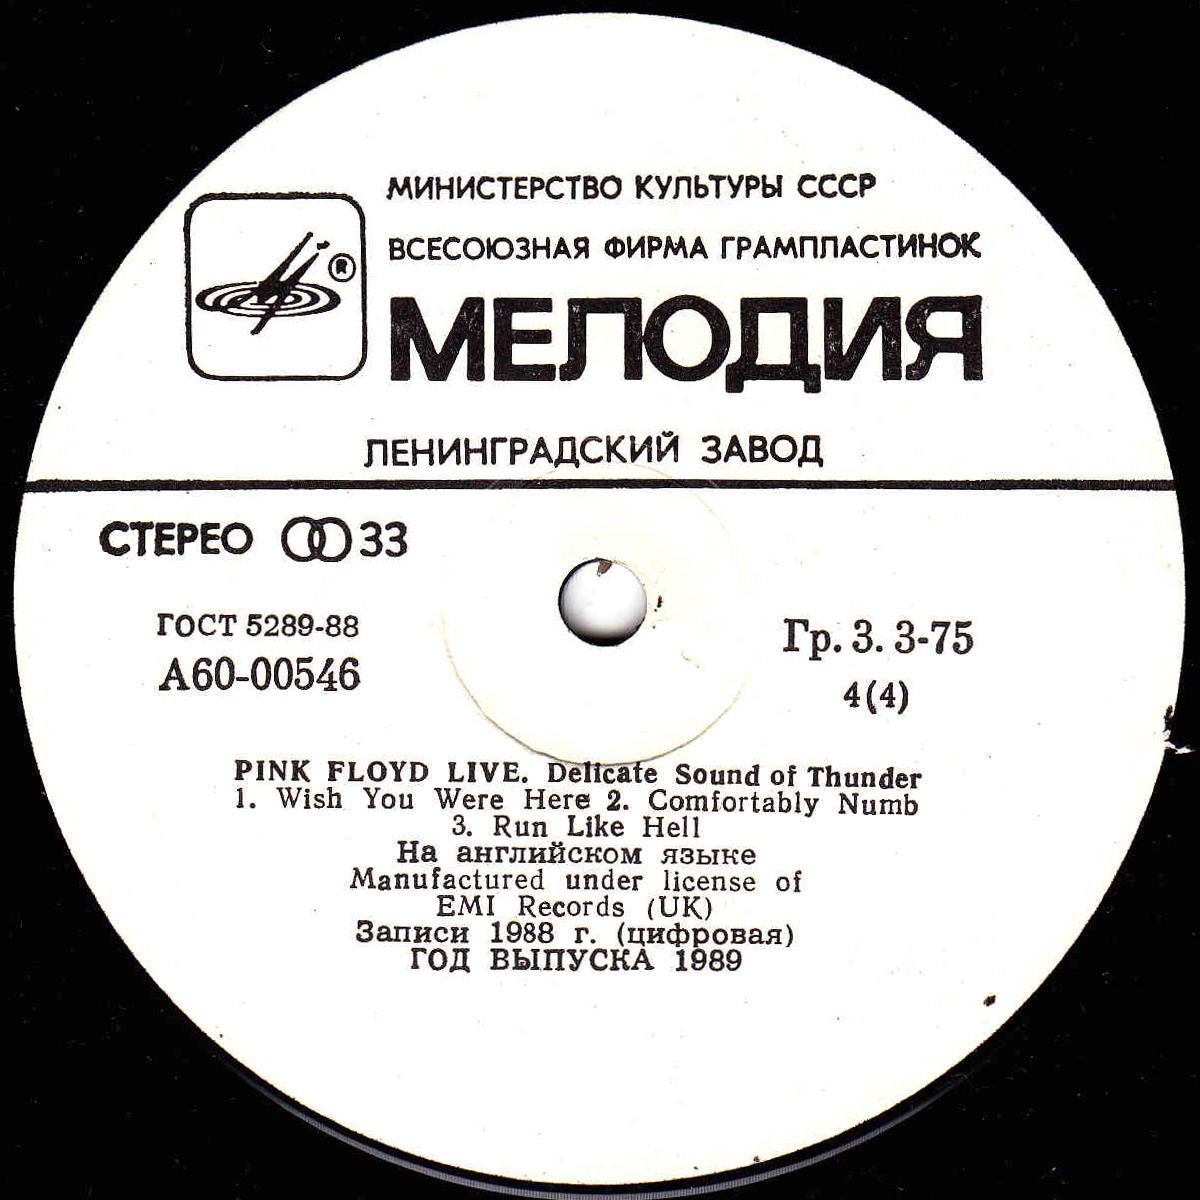 МИНИСТЕРСТВО КУЛЬТУРЫ СССР
ВСЕСОЮЗНАЯ ФИРМА ГРАМПЛАСТИНОК
®
МЕЛОДИЯ
ЛЕНИНГРАДСКИЙ ЗАВОД
СТЕРЕО 33
ГОСТ 5289-88
А60-00546
Гр. 3. 3-75
4(4)
PINK FLOYD LIVE. Delicate Sound of Thunder
1. Wish You Were Here 2. Comfortably Numb
3. Run Like Hell
На английском языке
Manufactured under license of
EMI Records (UK)
Записи 1988 г. (цифровая)
ГОД ВЫПУСКА 1989